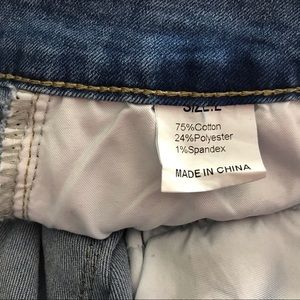 SIZE:L
75%Cotton
24%Polyester
1%Spandex
MADE IN CHINA